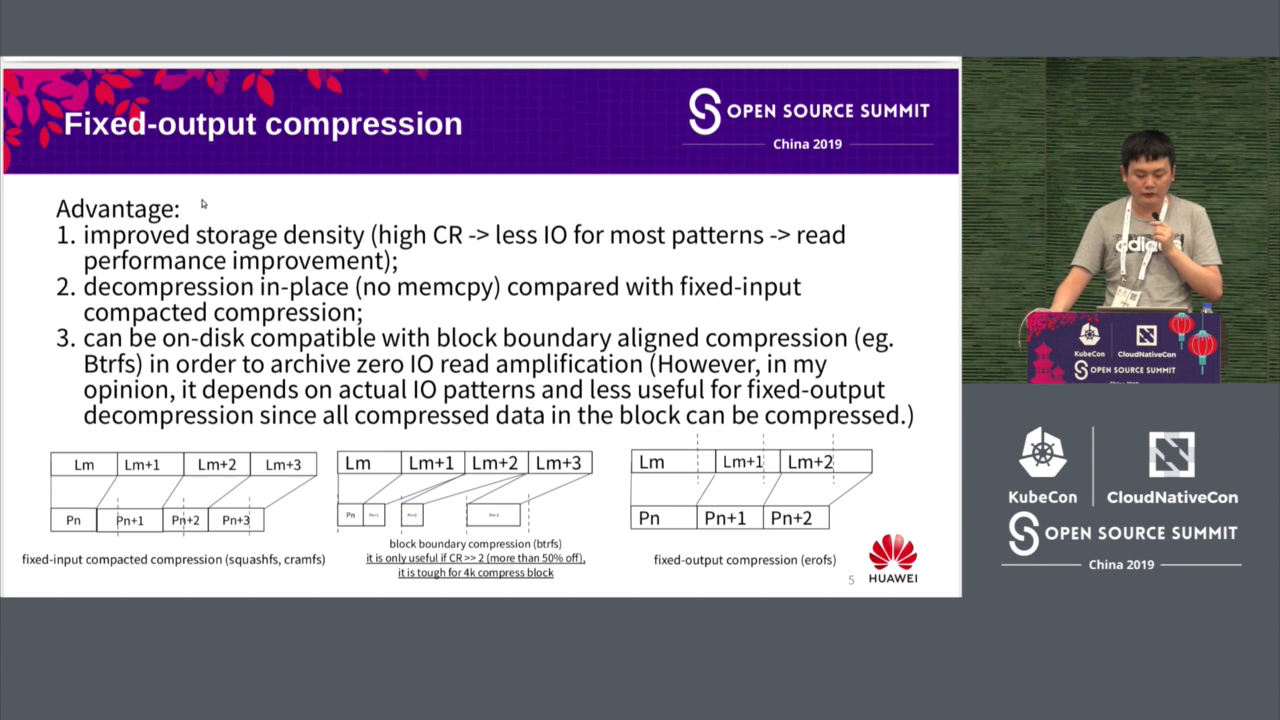 Fixed-output compression
OPEN SOURCE SUMMIT
China 2019
Advantage:
1. improved storage density (high CR -> less IO for most patterns -> read
performance improvement);
2. decompression in-place (no memcpy) compared with fixed-input
compacted compression;
3. can be on-disk compatible with block boundary aligned compression (eg.
Btrfs) in order to archive zero IO read amplification (However, in my
opinion, it depends on actual IO patterns and less useful for fixed-output
decompression since all compressed data in the block can be compressed.)
Lm Lm+1 Lm+2 Lm+3
Pn Pn+1 Pn+2 Pn+3
fixed-input compacted compression (squashfs, cramfs)
Lm Lm+1 Lm+2 Lm+3
Pn
block boundary compression (btrfs)
it is only useful if CR >> 2 (more than 50% off),
it is tough for 4k compress block
Lm Lm+1 Lm+2
Pn Pn+1 Pn+2
fixed-output compression (erofs)
5
HUAWEI
adidas
KubeCon CloudNativeCon
OPEN SOURCE SUMMIT
KubeCon CloudNativeCon
OPEN SOURCE SUMMIT
China 2019